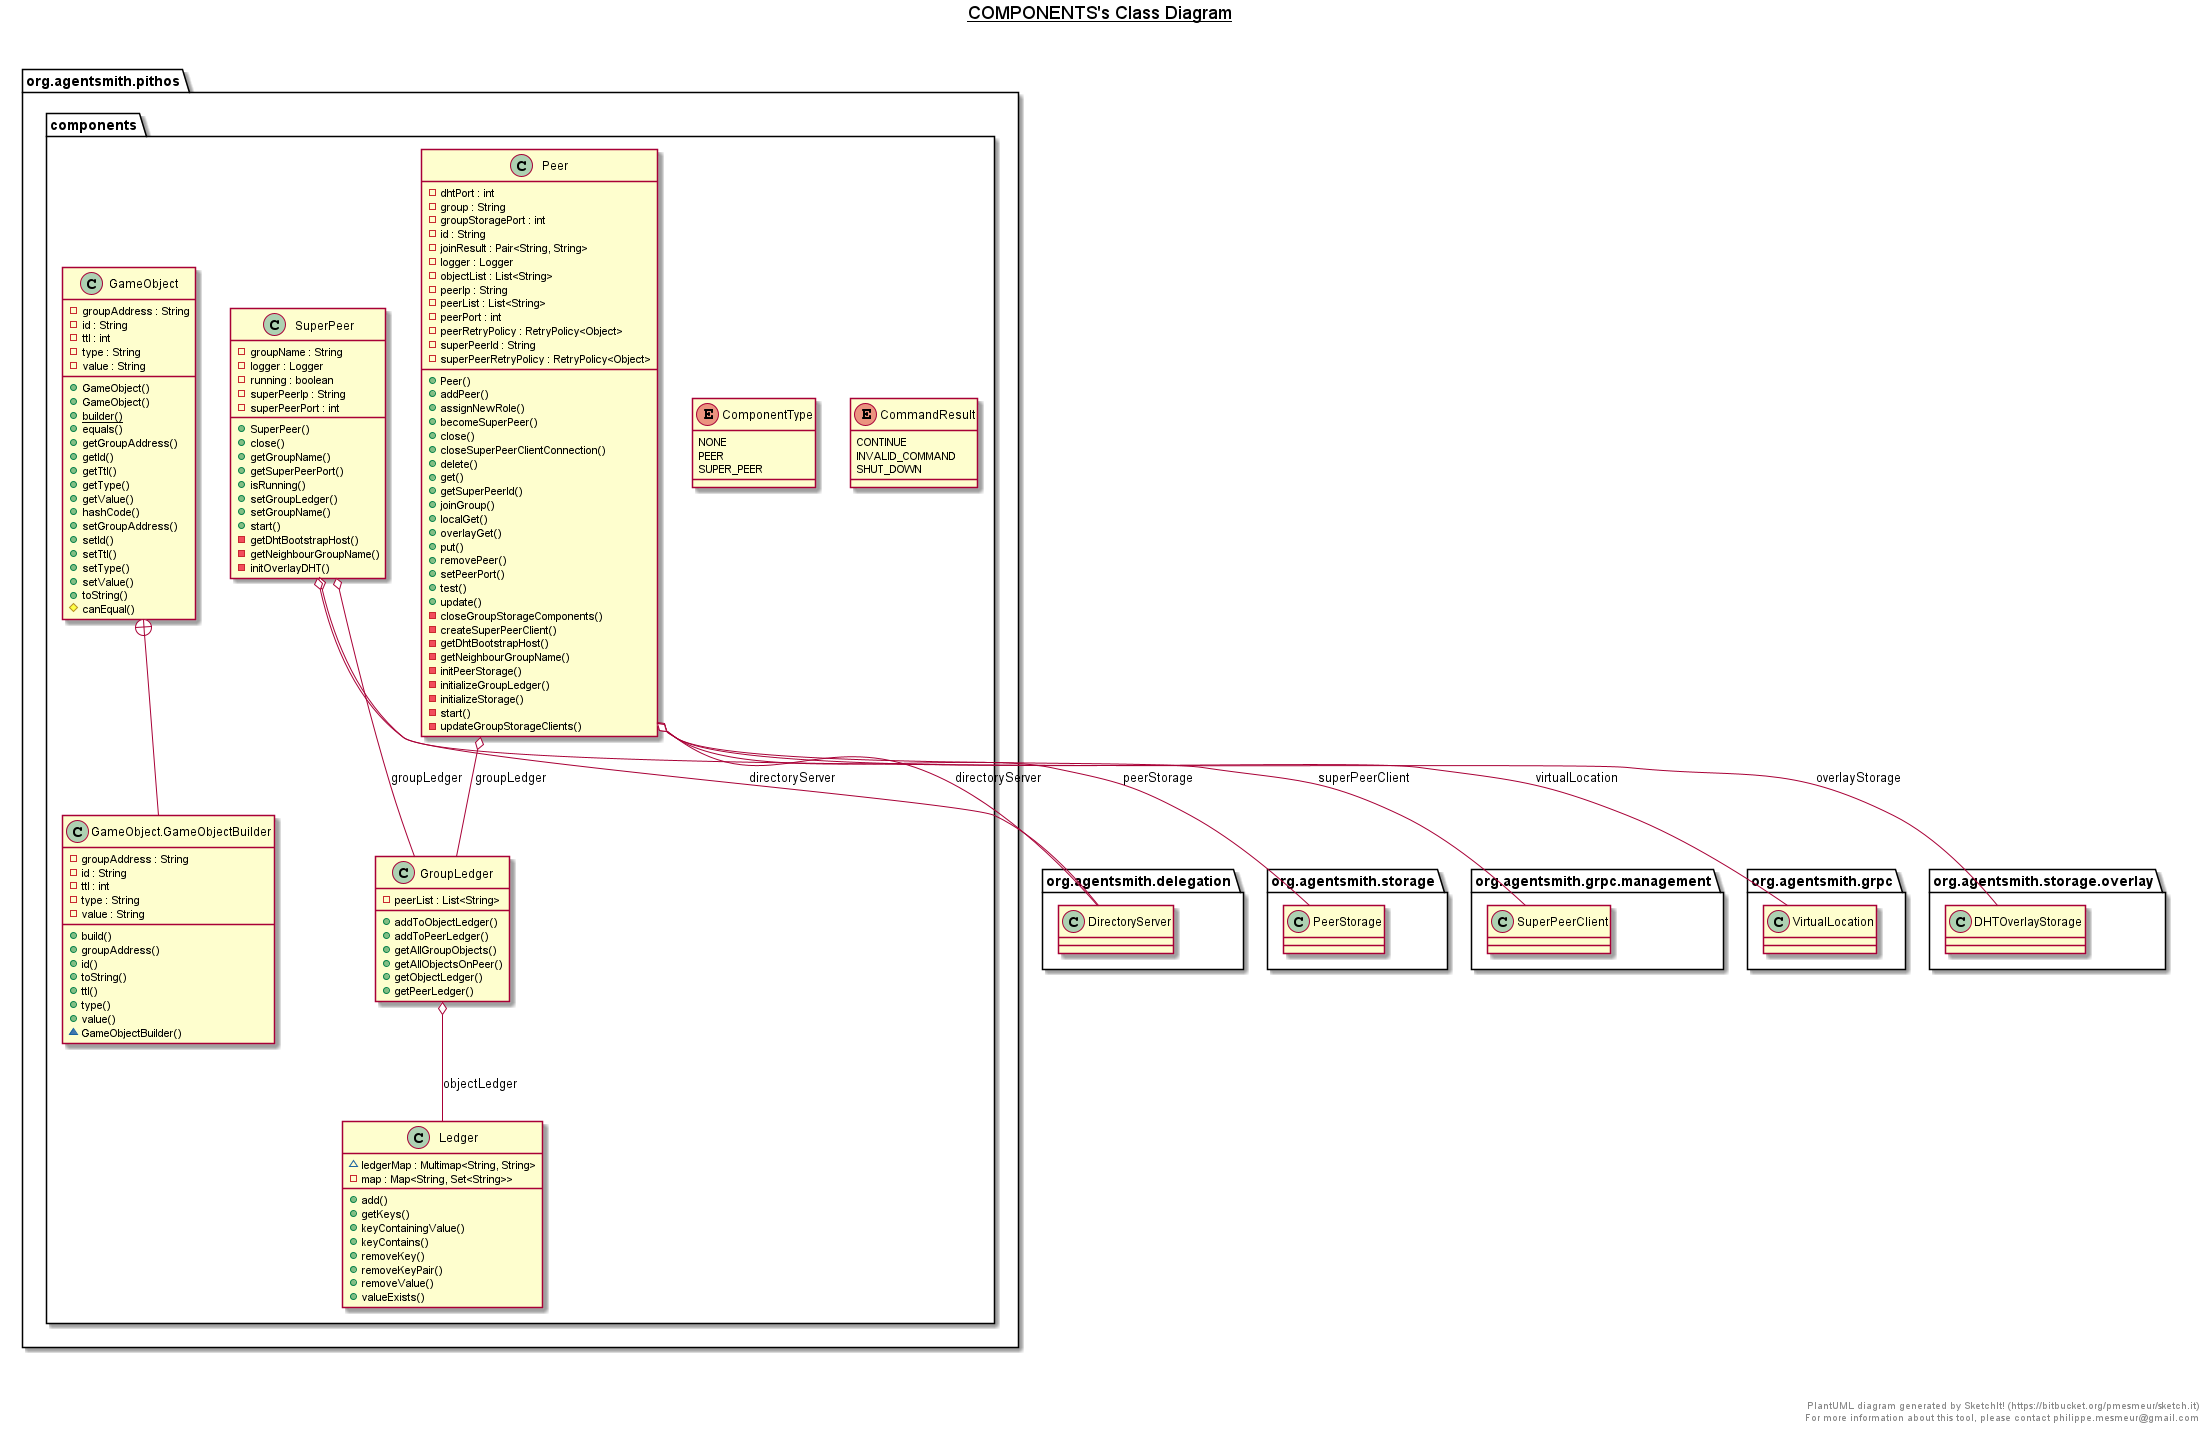 COMPONENTS's Class Diagram
org.agentsmith.pithos
components
C Peer
dhtPort : int
group : String
groupStoragePort : int
id : String
joinResult : Pair<String, String>
logger : Logger
objectList : List<String>
peerIp : String
peerList : List<String>
peerPort : int
peerRetryPolicy : RetryPolicy<Object>
superPeerId : String
superPeerRetryPolicy : RetryPolicy<Object>
Peer()
addPeer()
assignNewRole()
becomeSuperPeer()
close()
closeSuperPeerClientConnection()
delete()
get()
getSuperPeerId()
joinGroup()
localGet()
overlayGet()
put()
removePeer()
setPeerPort()
test()
update()
closeGroupStorageComponents()
createSuperPeerClient()
getDhtBootstrapHost()
getNeighbourGroupName()
initPeerStorage()
initializeGroupLedger()
initializeStorage()
start()
updateGroupStorageClients()
C GameObject
groupAddress : String
id : String
ttl : int
type : String
value : String
GameObject()
GameObject()
builder()
equals()
getGroupAddress()
getId()
getTtl()
getType()
getValue()
hashCode()
setGroupAddress()
setId()
setTtl()
setType()
setValue()
toString()
canEqual()
C SuperPeer
groupName : String
logger : Logger
running : boolean
superPeerIp : String
superPeerPort : int
SuperPeer()
close()
getGroupName()
getSuperPeerPort()
isRunning()
setGroupLedger()
setGroupName()
start()
getDhtBootstrapHost()
getNeighbourGroupName()
initOverlayDHT()
E ComponentType
NONE
PEER
SUPER_PEER
E CommandResult
CONTINUE
INVALID_COMMAND
SHUT_DOWN
groupLedger
groupLedger
directoryServer
directoryServer
peerStorage
superPeerClient
virtualLocation
overlayStorage
C GameObject.GameObjectBuilder
groupAddress : String
id : String
ttl : int
type : String
value : String
build()
groupAddress()
id()
toString()
ttl()
type()
value()
GameObjectBuilder()
C GroupLedger
peerList : List<String>
addToObjectLedger()
addToPeerLedger()
getAllGroupObjects()
getAllObjectsOnPeer()
getObjectLedger()
getPeerLedger()
org.agentsmith.delegation
C DirectoryServer
org.agentsmith.storage
C PeerStorage
org.agentsmith.grpc.management
C SuperPeerClient
org.agentsmith.grpc
C VirtualLocation
org.agentsmith.storage.overlay
C DHTOverlayStorage
objectLedger
C Ledger
ledgerMap : Multimap<String, String>
map : Map<String, Set<String>>
add()
getKeys()
keyContainingValue()
keyContains()
removeKey()
removeKeyPair()
removeValue()
valueExists()
PlantUML diagram generated by SketchIt! (https://bitbucket.org/pmesmeur/sketch.it)
For more information about this tool, please contact philippe.mesmeur@gmail.com